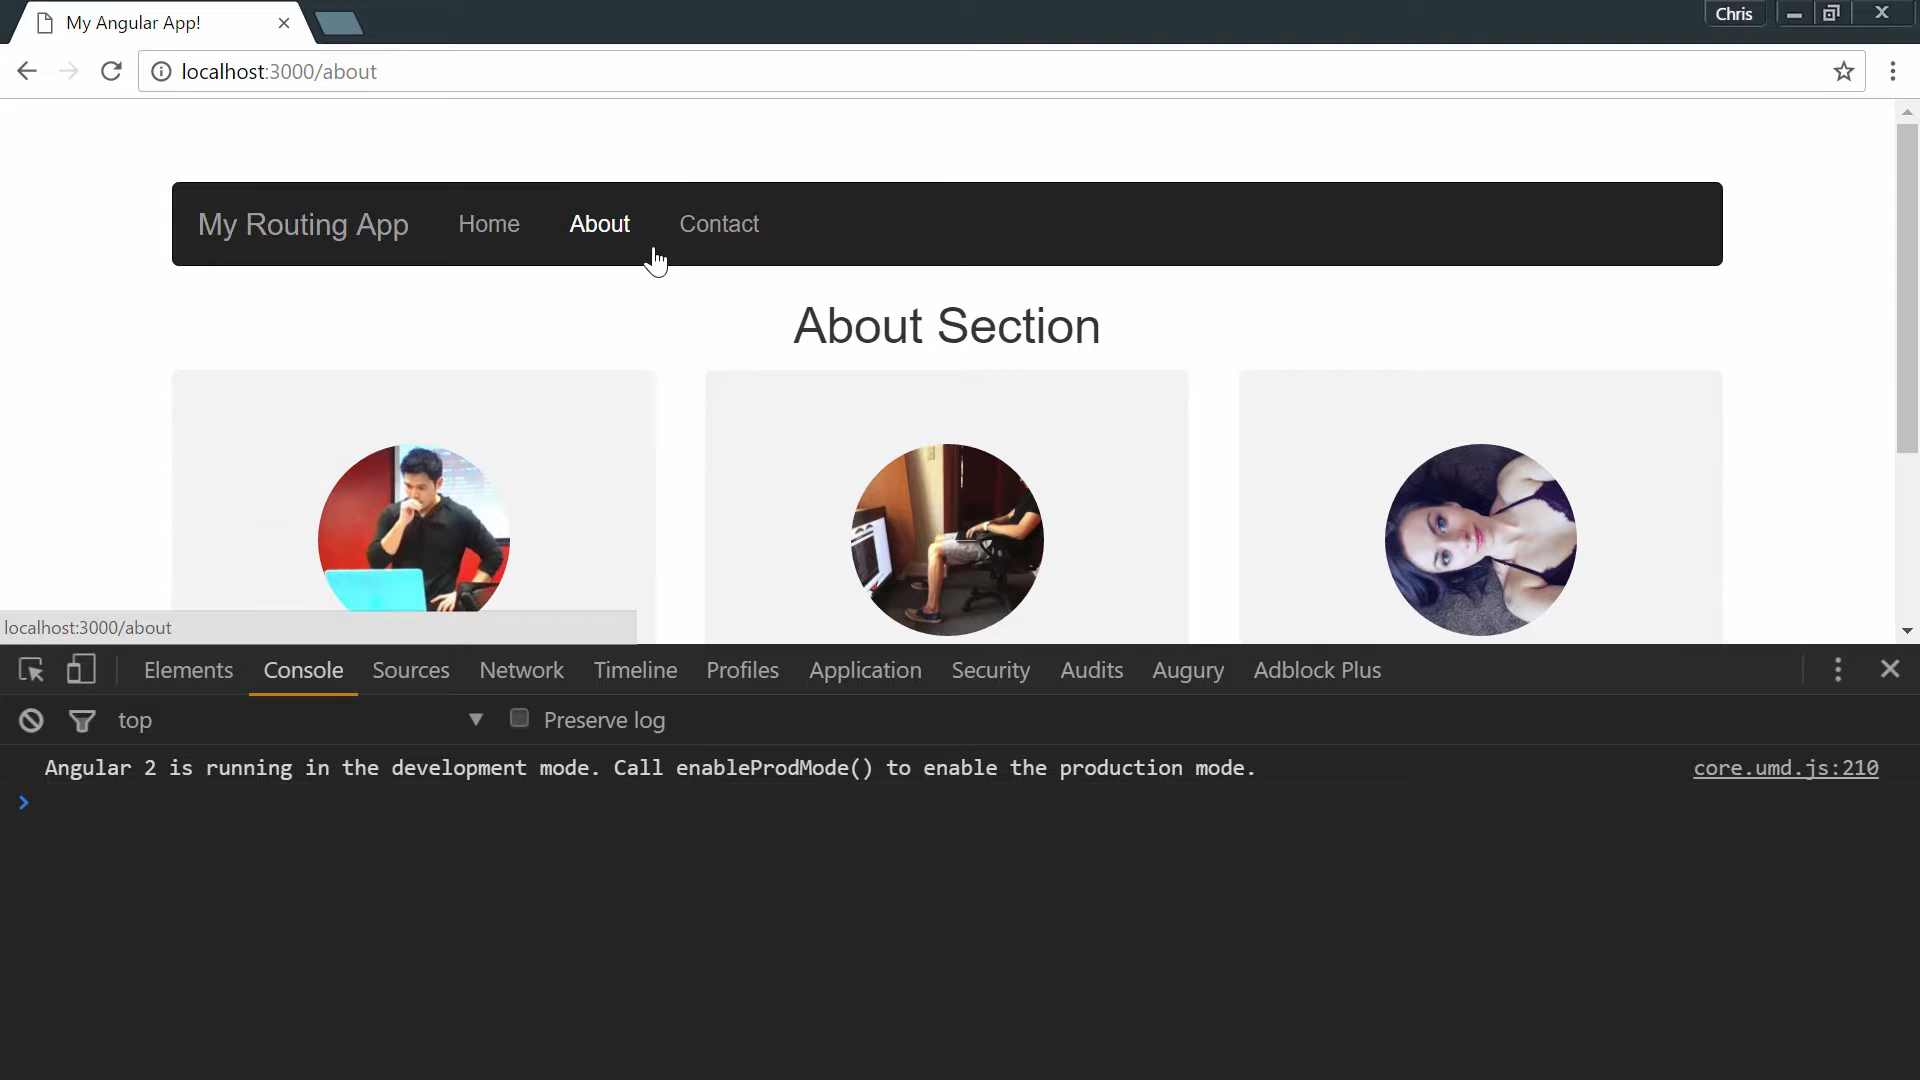 My Angular App!
Chris
localhost:3000/about
My Routing App Home About Contact
About Section
localhost:3000/about
Elements Console Sources Network Timeline Profiles Application Security Audits Augury Adblock Plus
top Preserve log
Angular 2 is running in the development mode. Call enableProdMode() to enable the production mode. core.umd.js:210